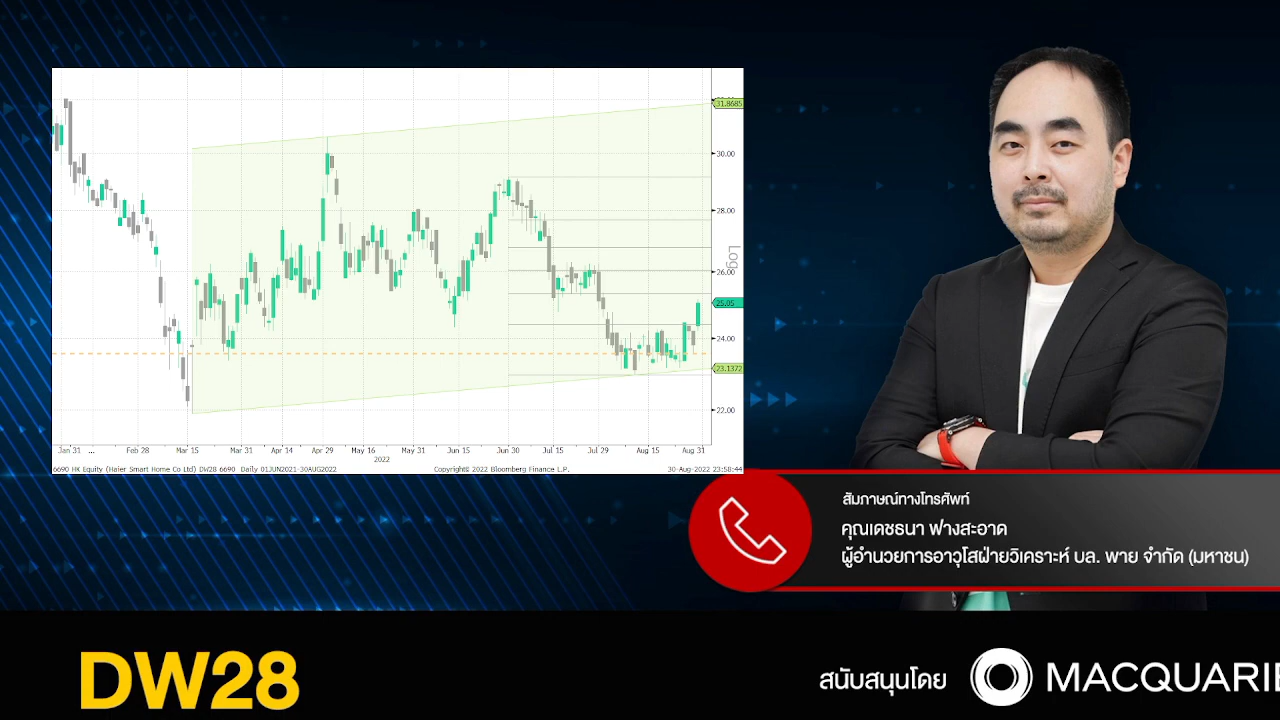 31.8685
30.00
28.00
Log
26.00
25.05
24.00
23.1372
22.00
Jan 31 ... Feb 28 Mar 15 Mar 31 Apr 14 Apr 29 May 16 May 31 Jun 15 Jun 30 Jul 15 Jul 29 Aug 15 Aug 31
2022
6690 HK Equity (Haier Smart Home Co Ltd) DW28 6690 Daily 01JUN2021-30AUG2022 Copyright© 2022 Bloomberg Finance L.P. 30-Aug-2022 23:58:44
สัมภาษณ์ทางโทรศัพท์
คุณเดชธนา ฟางสะอาด
ผู้อำนวยการอาวุโสฝ่ายวิเคราะห์ บล. พาย จำกัด (มหาชน)
DW28
สนับสนุนโดย MACQUARIE